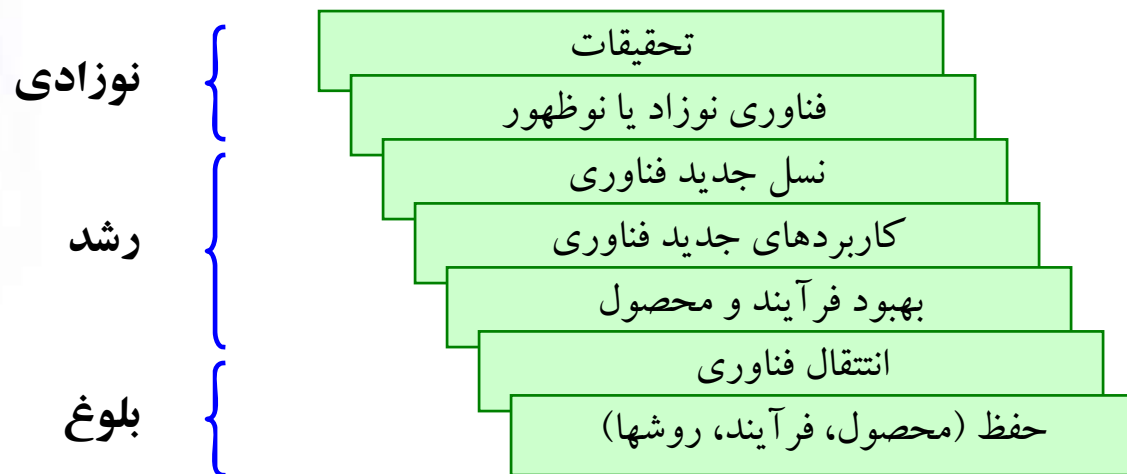 تحقیقات
فناوری نوزاد یا نوظهور
نوزادی
نسل جدید فناوری
کاربردهای جدید فناوری
بهبود فرآیند و محصول
رشد
انتتقال فناوری
حفظ (محصول، فرآیند، روشها)
بلوغ